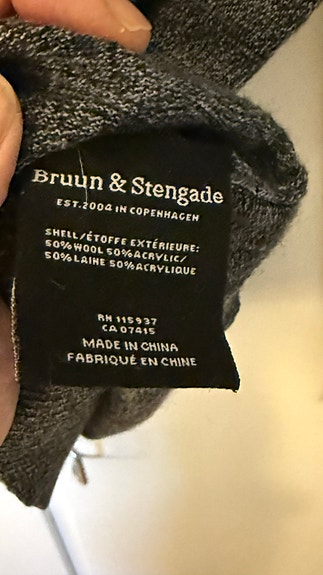 Bruun & Stengade
EST.2004 IN COPENHAGEN
SHELL/ÉTOFFE EXTÉRIEURE:
50%WOOL 50%ACRYLIC/
50%LAINE 50%ACRYLIQUE
RN 115937
CA 07415
MADE IN CHINA
FABRIQUÉ EN CHINE